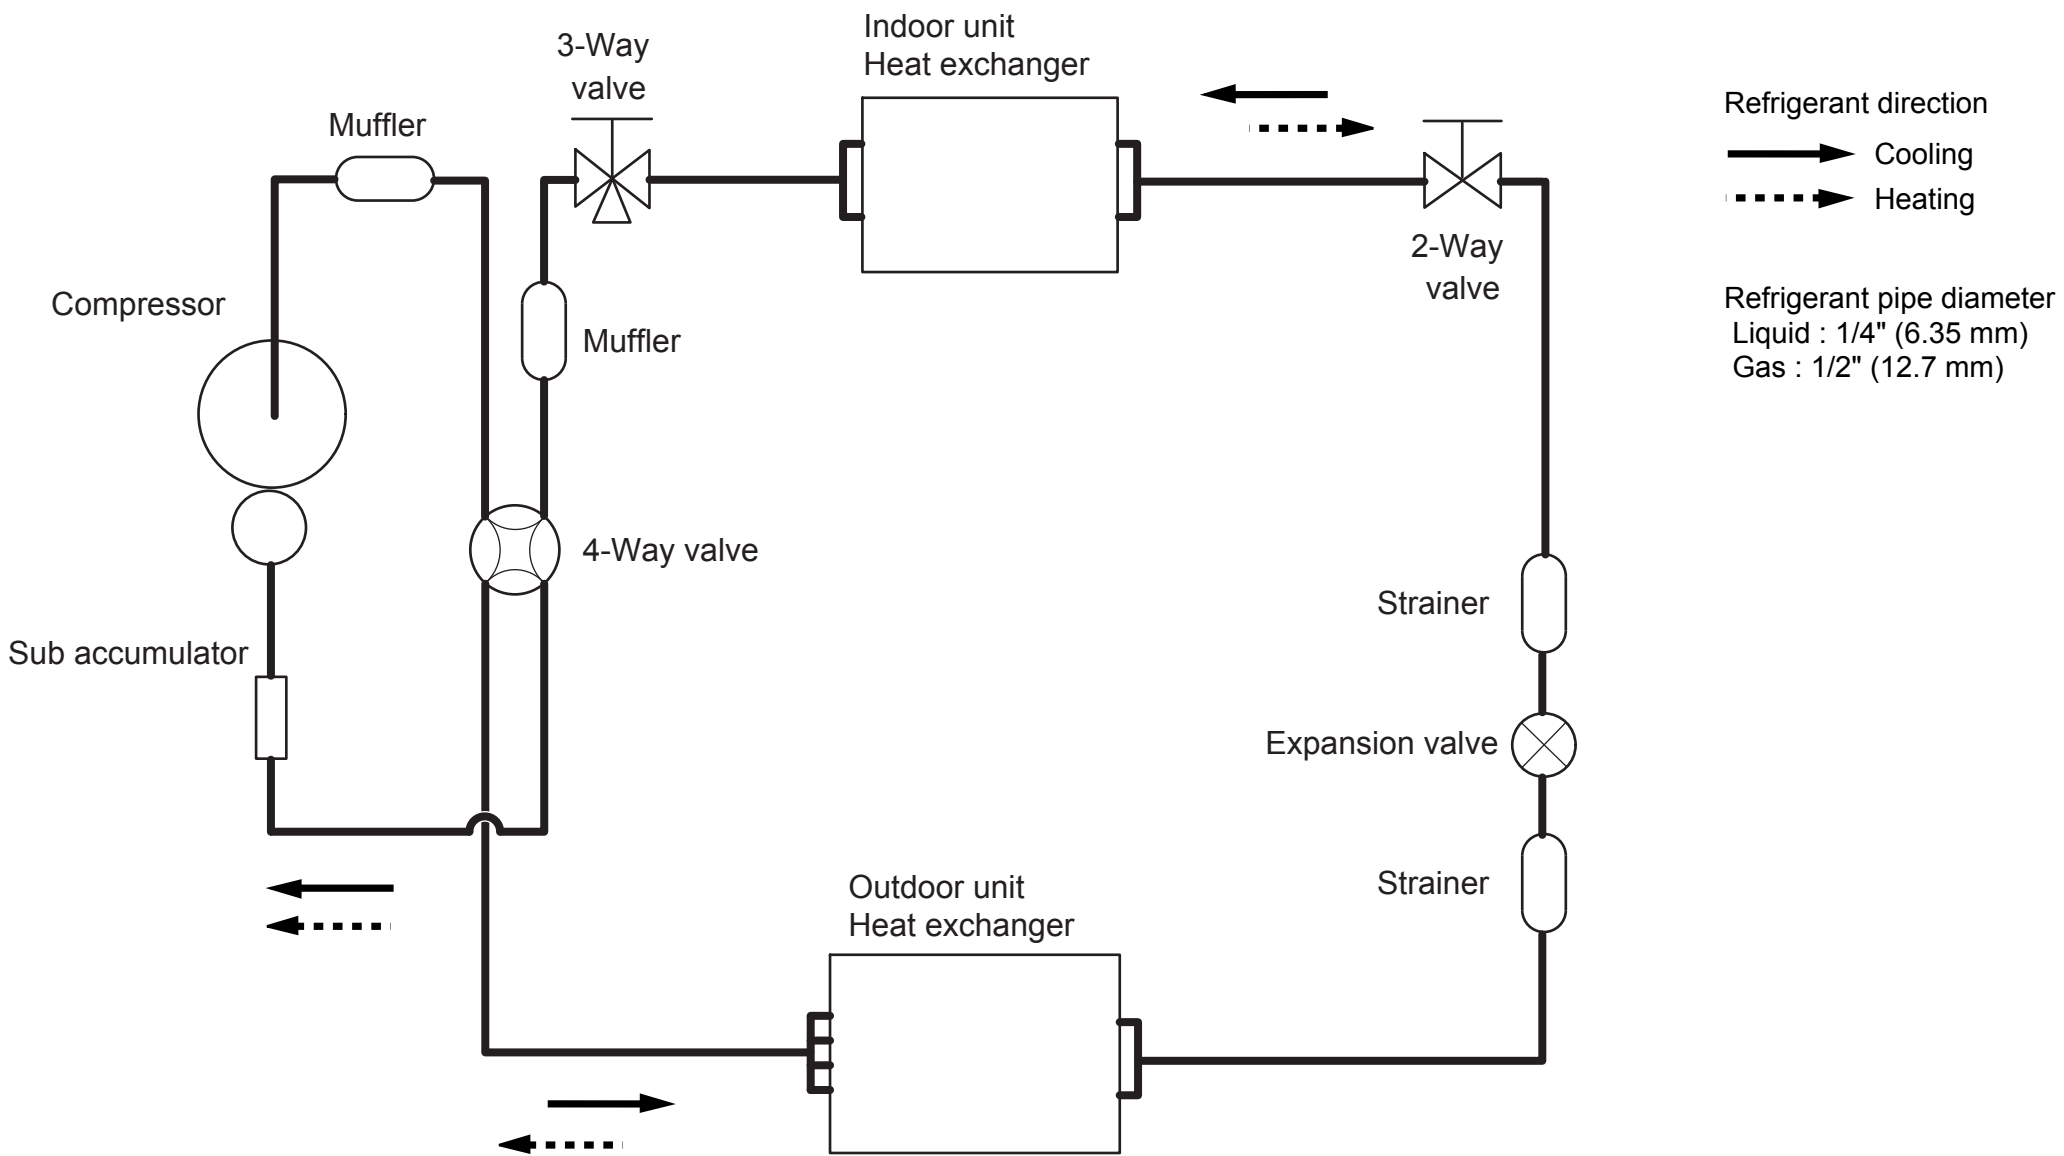 Indoor unit
Heat exchanger
3-Way
valve
Muffler
Refrigerant direction
Cooling
Heating
2-Way
valve
Compressor
Muffler
Refrigerant pipe diameter
Liquid : 1/4" (6.35 mm)
Gas : 1/2" (12.7 mm)
4-Way valve
Strainer
Sub accumulator
Expansion valve
Strainer
Outdoor unit
Heat exchanger